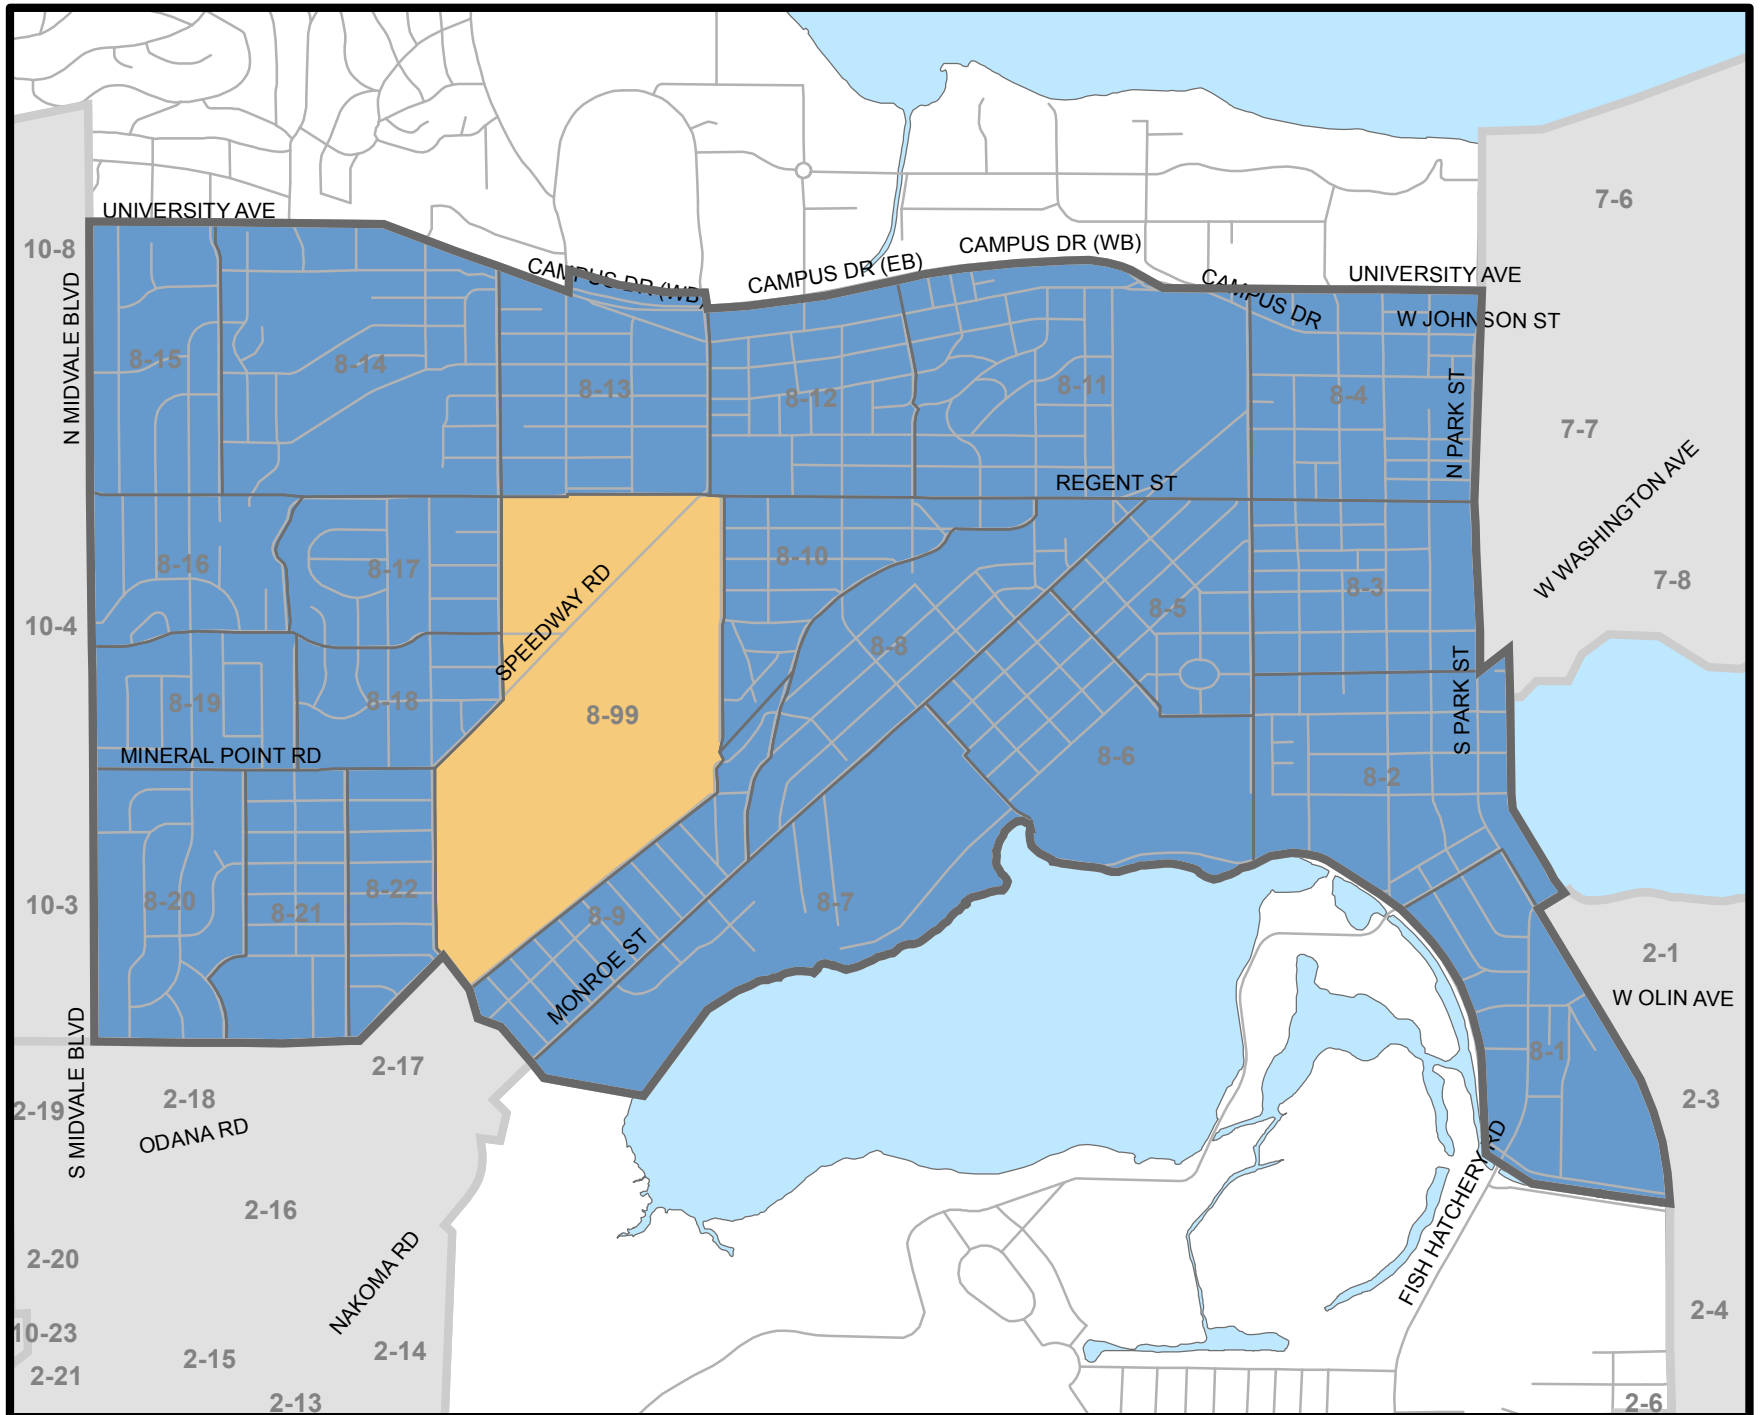 7-6
UNIVERSITY AVE
10-8
CAMPUS DR (WB)
CAMPUS DR (EB)
CAMPUS DR (WB)
UNIVERSITY AVE
CAMPUS DR
W JOHNSON ST
N MIDVALE BLVD
8-15
8-14
8-13
8-12
8-11
8-4
N PARK ST
7-7
REGENT ST
W WASHINGTON AVE
8-16
8-17
8-10
8-3
7-8
SPEEDWAY RD
8-5
10-4
8-8
8-19
8-18
8-99
S PARK ST
MINERAL POINT RD
8-6
8-2
10-3
8-20
8-21
8-22
8-9
8-7
MONROE ST
2-1
W OLIN AVE
S MIDVALE BLVD
8-1
2-17
2-18
2-19
2-3
ODANA RD
FISH HATCHERY RD
2-16
2-20
NAKOMA RD
2-4
10-23
2-15
2-14
2-21
2-13
2-6